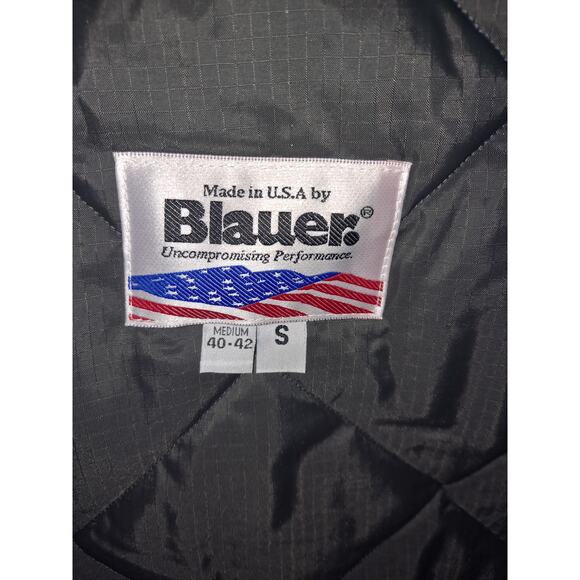 Made in U.S.A by
Blauer.®
Uncompromising Performance.
MEDIUM
40-42
S